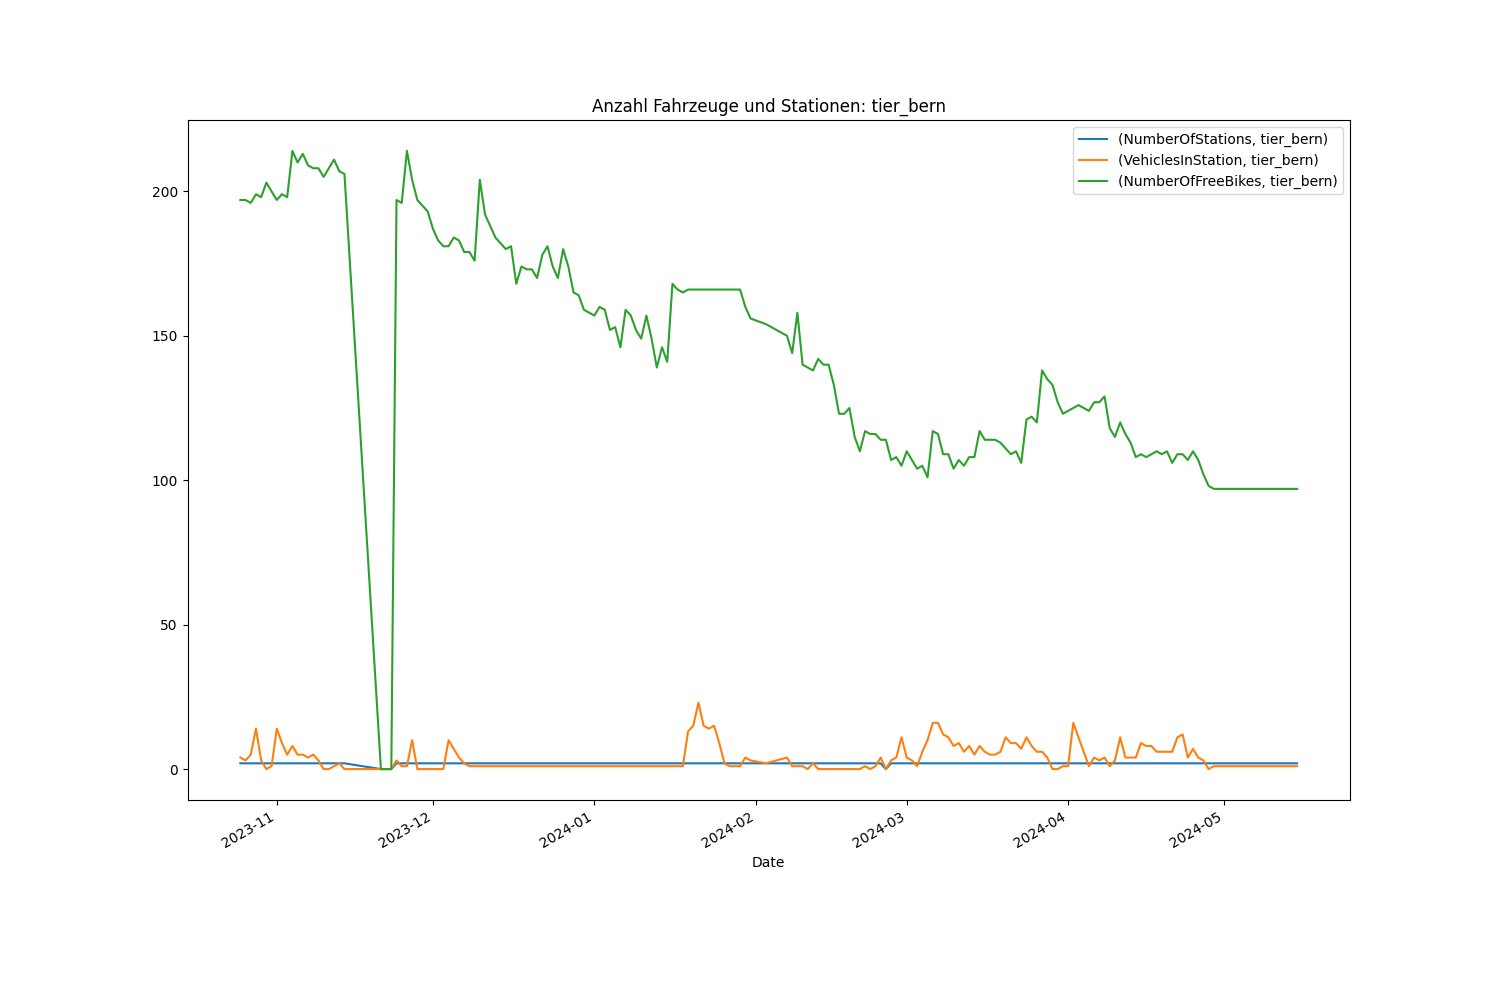 Anzahl Fahrzeuge und Stationen: tier_bern
(NumberOfStations, tier_bern)
(VehiclesInStation, tier_bern)
(NumberOfFreeBikes, tier_bern)
200
150
100
50
0
2023-11
2023-12
2024-01
2024-02
2024-03
2024-04
2024-05
Date